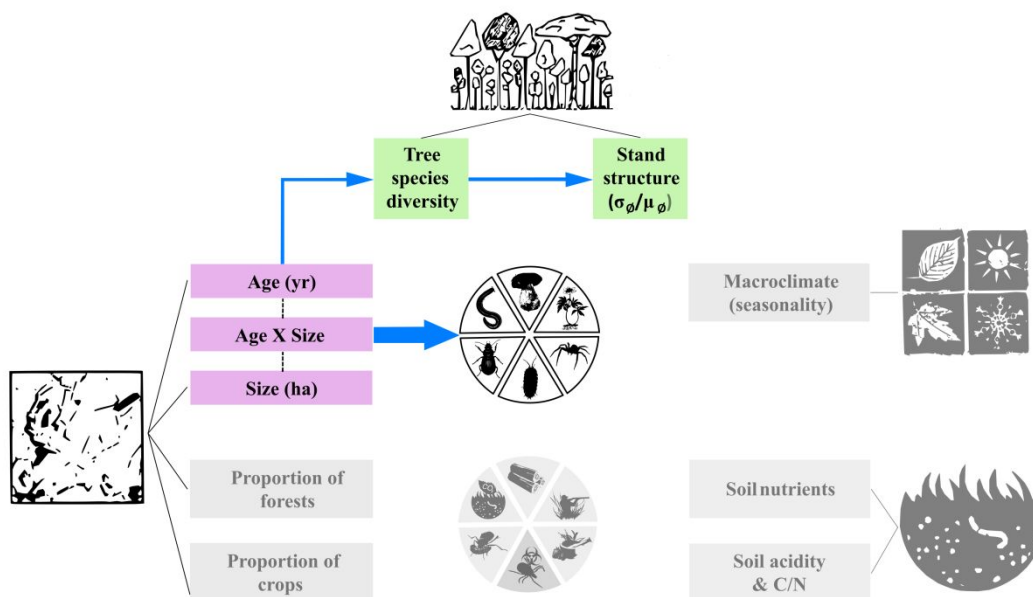 Tree
species
diversity
Stand
structure
(σø/μø)
Age (yr)
Age X Size
Size (ha)
Macroclimate
(seasonality)
Proportion of
forests
Proportion of
crops
Soil nutrients
Soil acidity
& C/N